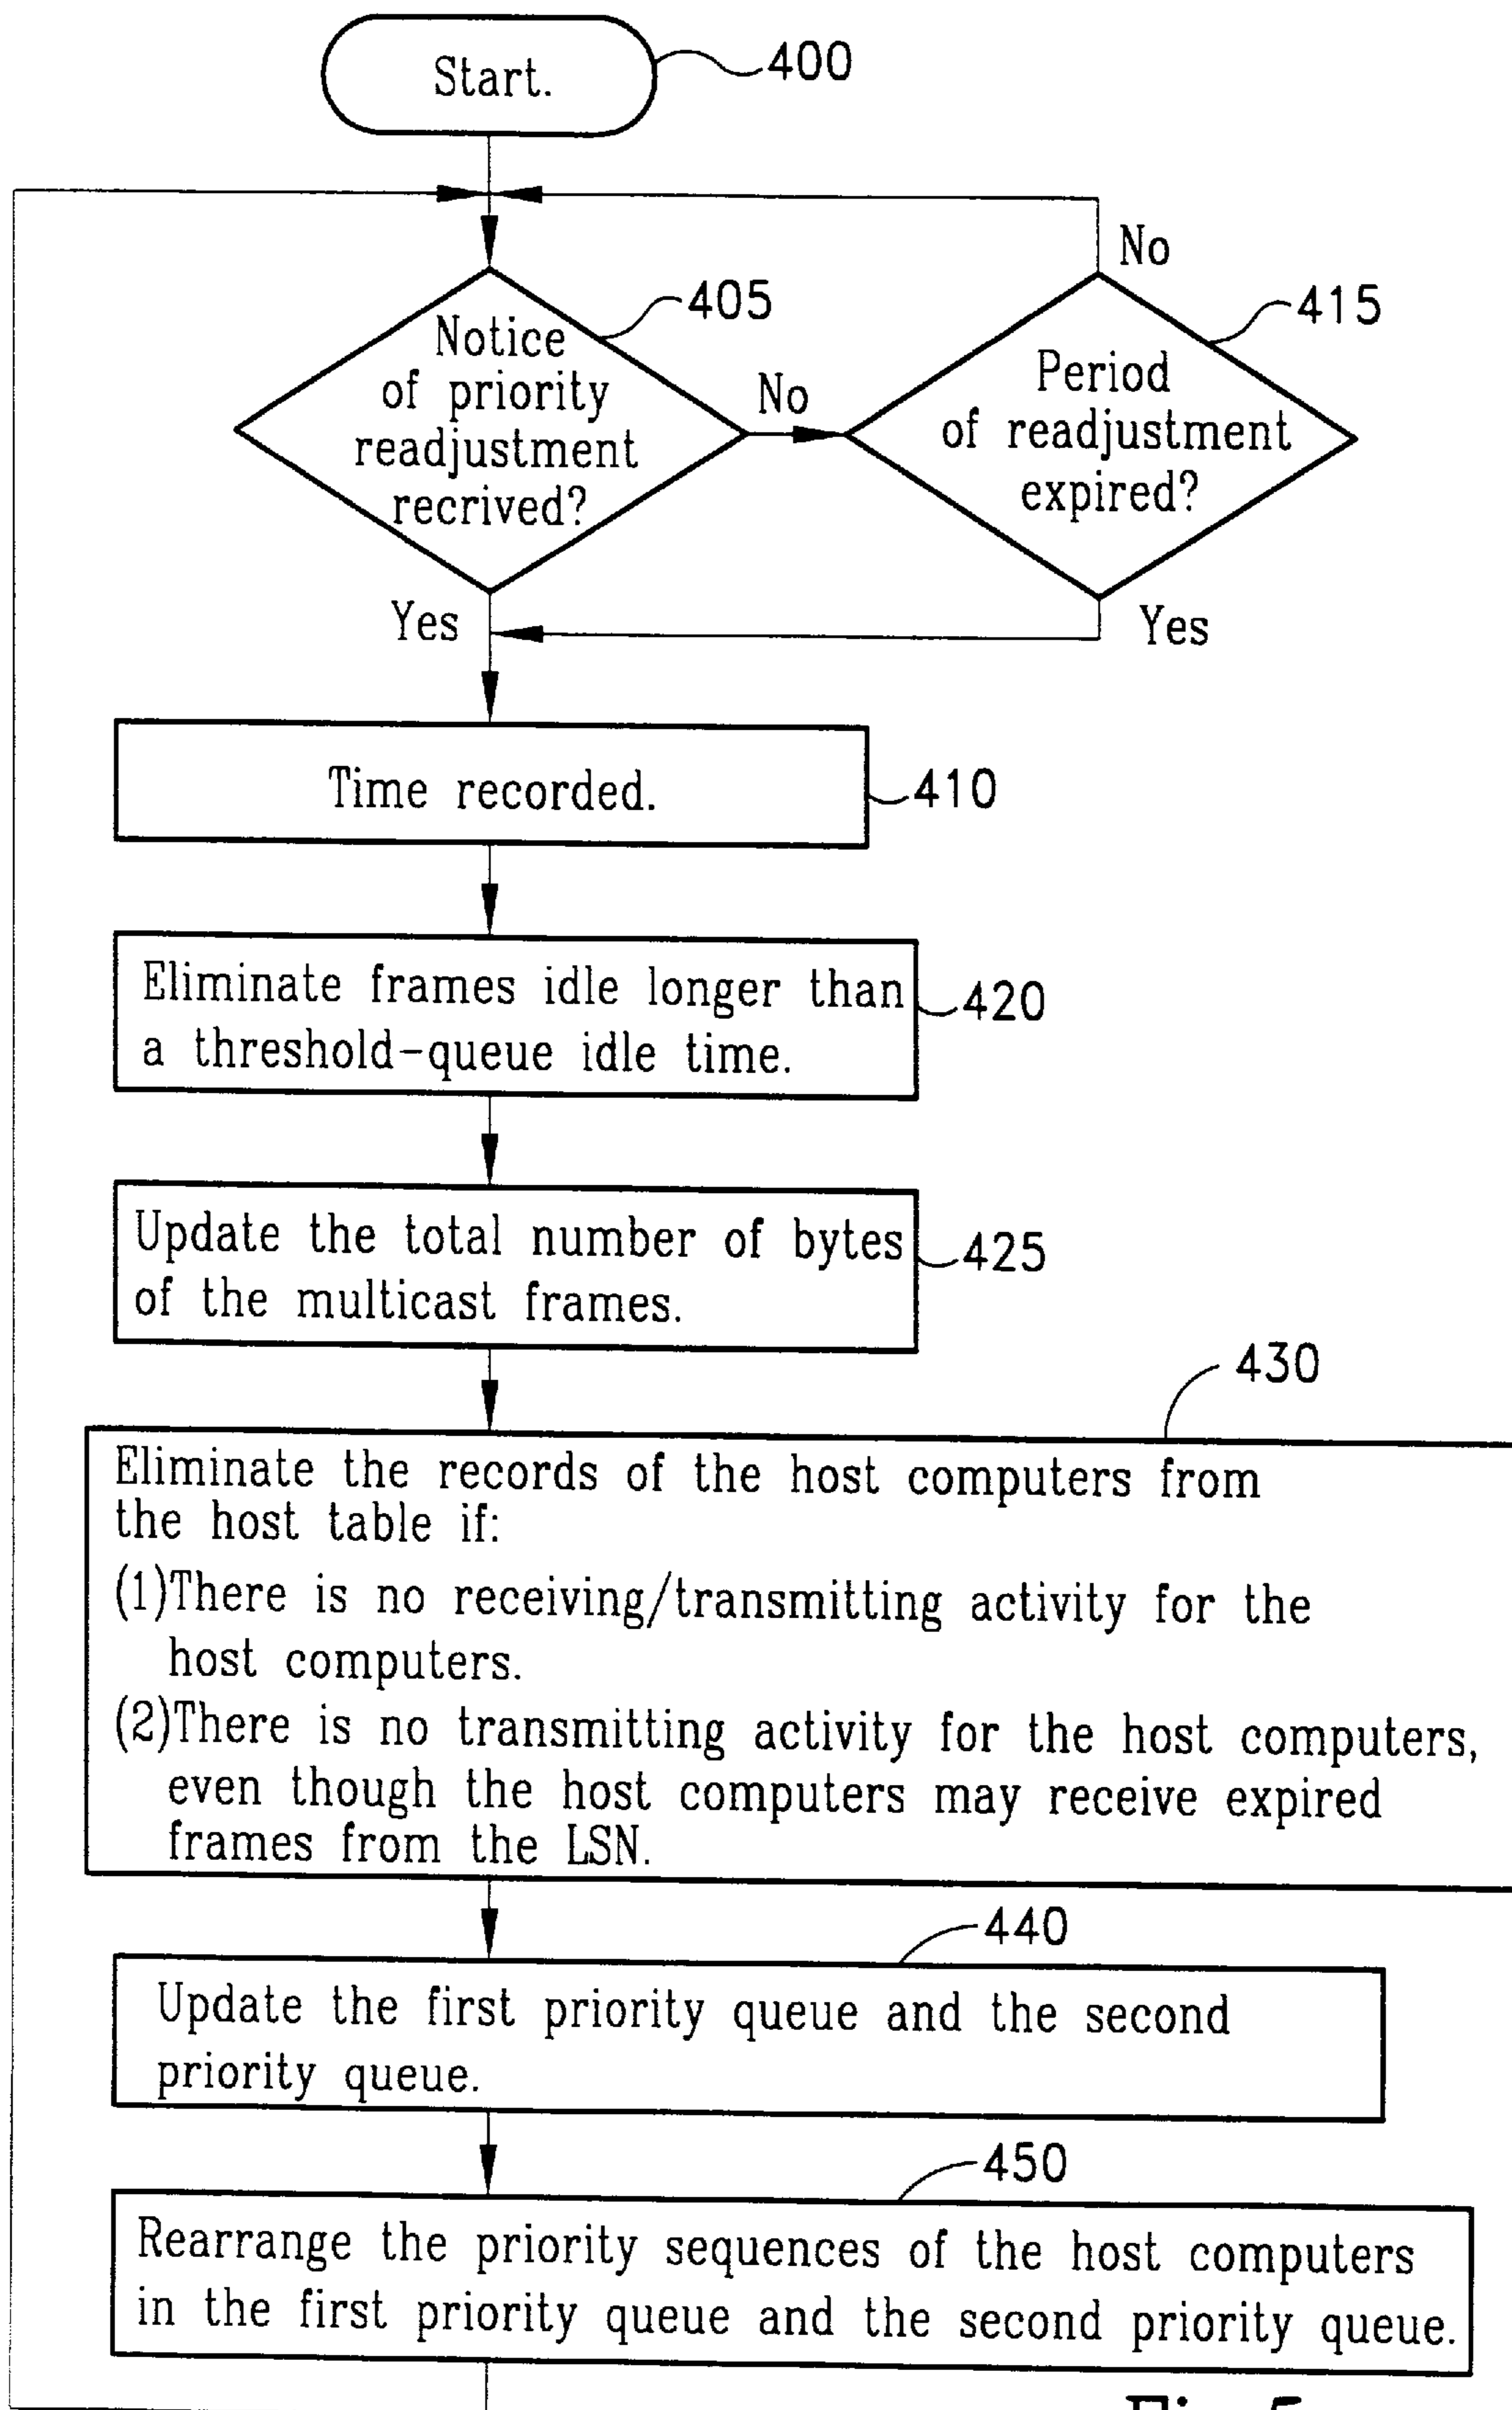 Start.
400
No
405
415
Notice
of priority
readjustment
recrived?
No
Period
of readjustment
expired?
Yes
Yes
Time recorded.
410
Eliminate frames idle longer than
a threshold-queue idle time.
420
Update the total number of bytes
of the multicast frames.
425
430
Eliminate the records of the host computers from
the host table if:
(1)There is no receiving/transmitting activity for the
host computers.
(2)There is no transmitting activity for the host computers,
even though the host computers may receive expired
frames from the LSN.
440
Update the first priority queue and the second
priority queue.
450
Rearrange the priority sequences of the host computers
in the first priority queue and the second priority queue.